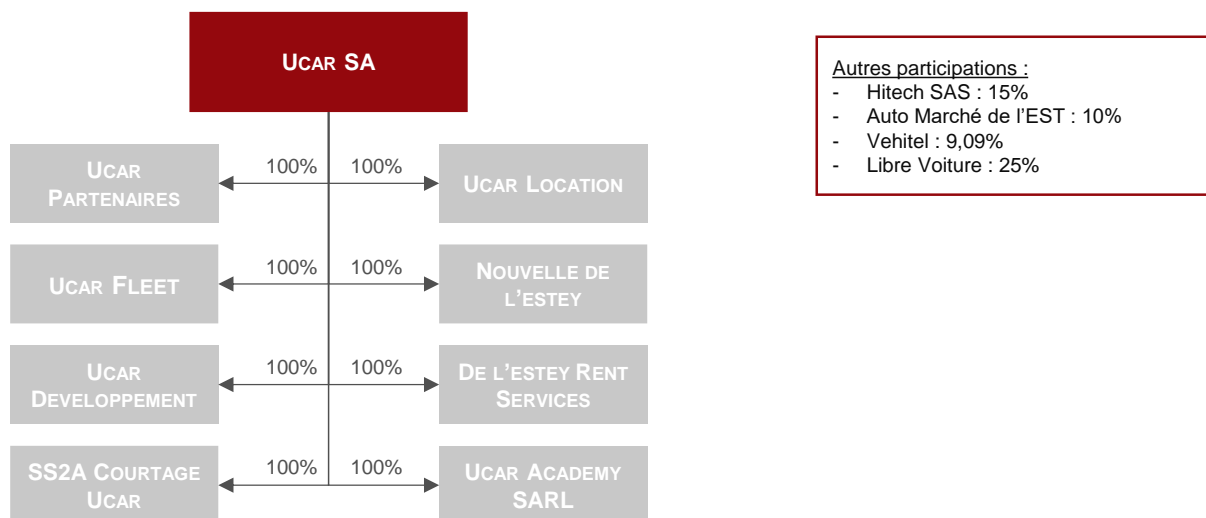 Ucar SA
Autres participations :
- Hitech SAS : 15%
- Auto Marché de l'EST : 10%
- Vehitel : 9,09%
- Libre Voiture : 25%
Ucar
Partenaires
100%
100%
Ucar Location
Ucar Fleet
100%
100%
Nouvelle de
l'estey
Ucar
Developpement
100%
100%
De l'estey Rent
Services
SS2A Courtage
Ucar
100%
100%
Ucar Academy
SARL